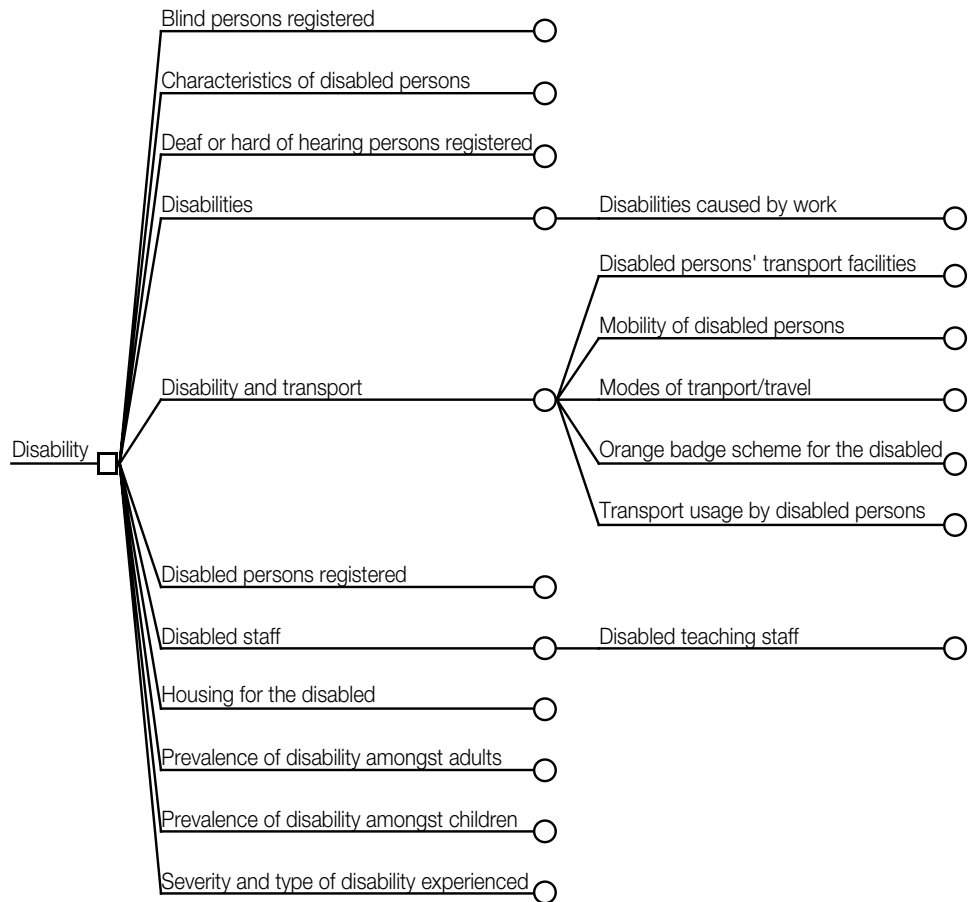 Blind persons registered
Characteristics of disabled persons
Deaf or hard of hearing persons registered
Disabilities
Disabilities caused by work
Disabled persons' transport facilities
Mobility of disabled persons
Disability and transport
Modes of tranport/travel
Disability
Orange badge scheme for the disabled
Transport usage by disabled persons
Disabled persons registered
Disabled staff
Disabled teaching staff
Housing for the disabled
Prevalence of disability amongst adults
Prevalence of disability amongst children
Severity and type of disability experienced